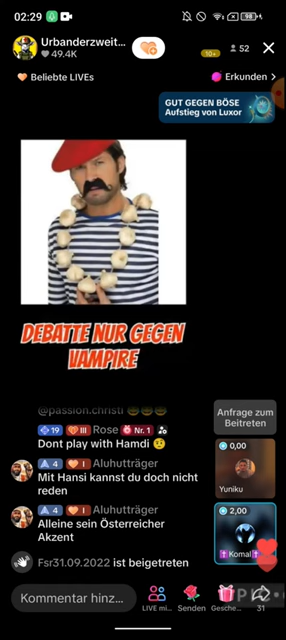 02:29
98
Urbanderzweit...
49.4K
10+
52
Beliebte LIVEs
Erkunden
GUT GEGEN BÖSE
Aufstieg von Luxor
DEBATTE NUR GEGEN
VAMPIRE
@passion.christi
Anfrage zum
Beitreten
19 III Rose Nr. 1
Dont play with Hamdi
0,00
Yuniku
4 I Aluhutträger
Mit Hansi kannst du doch nicht
reden
4 I Aluhutträger
Alleine sein Österreicher
Akzent
2,00
Komal
Fsr31.09.2022 ist beigetreten
Kommentar hinz...
LIVE mi...
Senden
Gesche...
31